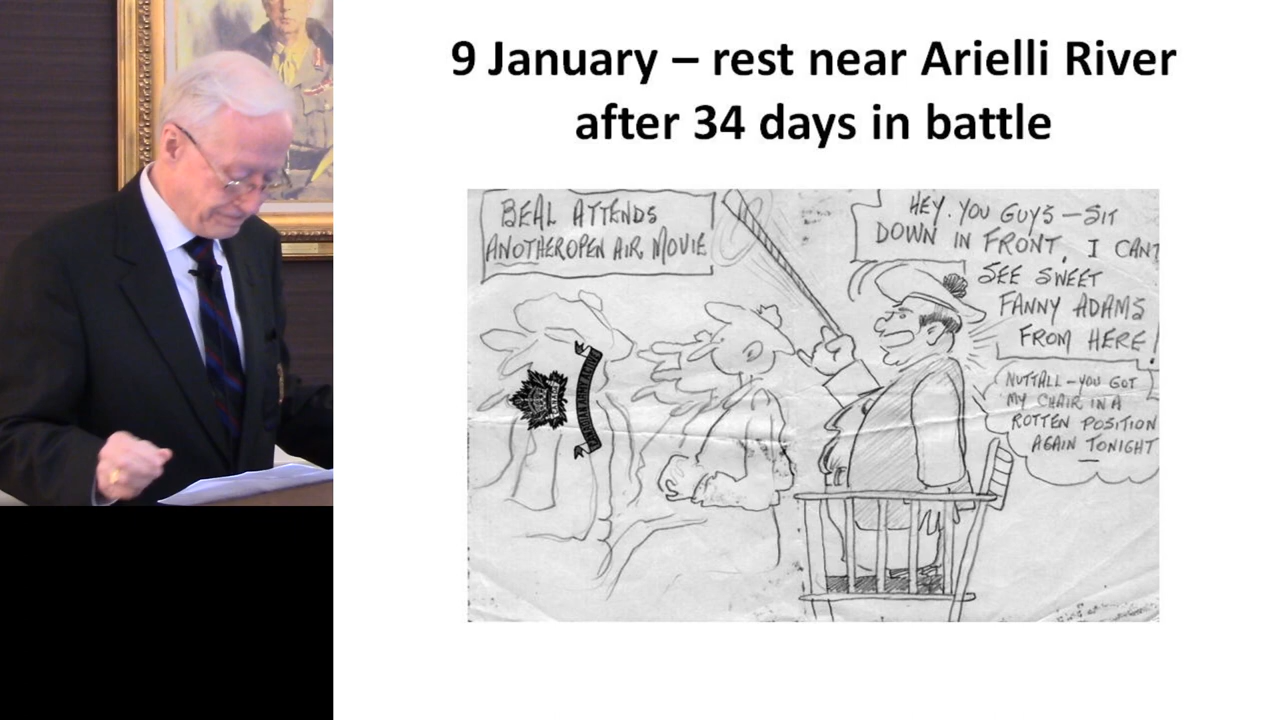 9 January – rest near Arielli River
after 34 days in battle
BEAL ATTENDS
ANOTHER OPEN AIR MOVIE
HEY. YOU GUYS – SIT
DOWN IN FRONT. I CANT
SEE SWEET
FANNY ADAMS
FROM HERE!
NUTTALL – YOU GOT
MY CHAIR IN A
ROTTEN POSITION
AGAIN TONIGHT